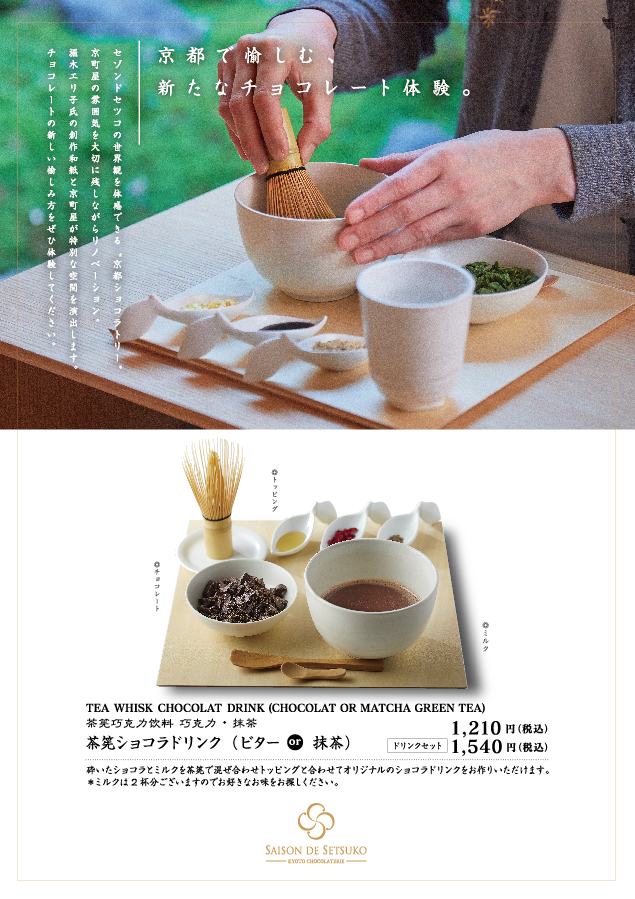 京都で愉しむ、
新たなチョコレート体験。
セゾンドセツコの世界観を体感できる、京都ショコラトリー。
京町屋の雰囲気を大切に残しながらリノベーション。
堀木エリ子氏の創作和紙と京町屋が特別な空間を演出します。
チョコレートの新しい愉しみ方をぜひ体験してください。
◎トッピング
◎チョコレート
◎ミルク
TEA WHISK CHOCOLAT DRINK (CHOCOLAT OR MATCHA GREEN TEA)
茶筅巧克力饮料 巧克力・抹茶
1,210円(税込)
茶筅ショコラドリンク（ビター or 抹茶）
ドリンクセット 1,540円(税込)
砕いたショコラとミルクを茶筅で混ぜ合わせトッピングと合わせてオリジナルのショコラドリンクをお作りいただけます。
＊ミルクは2杯分ございますのでお好きなお味をお探しください。
SAISON DE SETSUKO
KYOTO CHOCOLATERIE